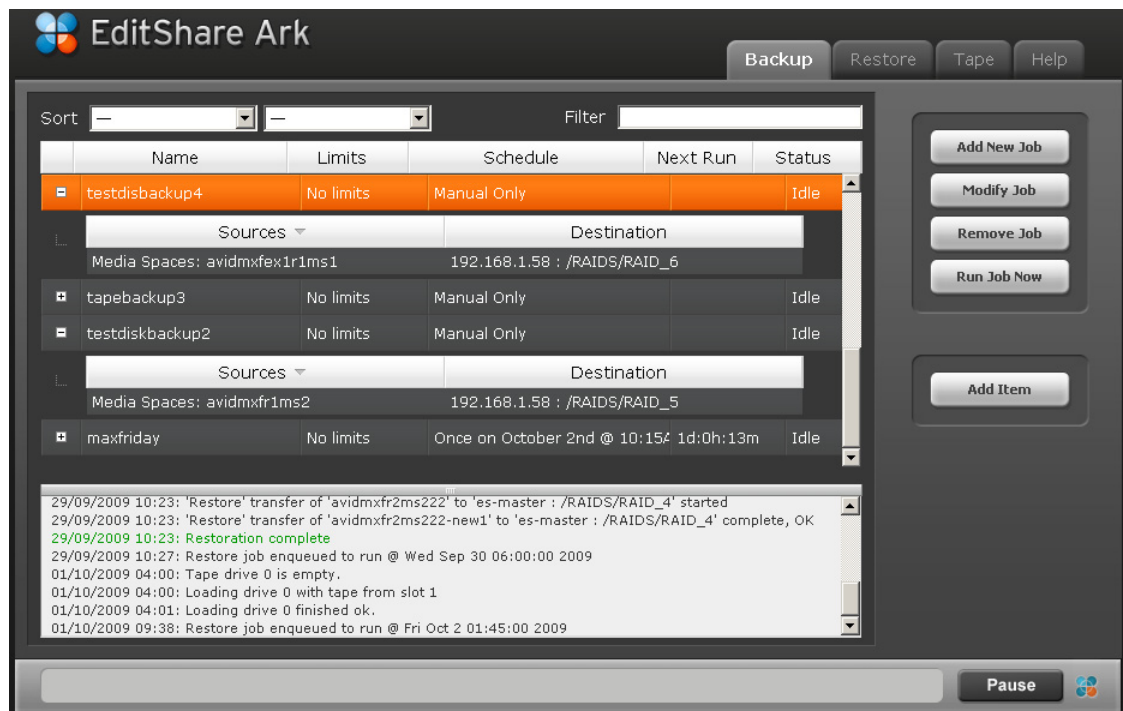 EditShare Ark
Backup Restore Tape Help
Sort — — Filter
Name Limits Schedule Next Run Status
testdisbackup4 No limits Manual Only Idle
Sources Destination
Media Spaces: avidmxfex1r1ms1 192.168.1.58 : /RAIDS/RAID_6
tapebackup3 No limits Manual Only Idle
testdiskbackup2 No limits Manual Only Idle
Sources Destination
Media Spaces: avidmxfr1ms2 192.168.1.58 : /RAIDS/RAID_5
maxfriday No limits Once on October 2nd @ 10:15A 1d:0h:13m Idle
29/09/2009 10:23: 'Restore' transfer of 'avidmxfr2ms222' to 'es-master : /RAIDS/RAID_4' started
29/09/2009 10:23: 'Restore' transfer of 'avidmxfr2ms222-new1' to 'es-master : /RAIDS/RAID_4' complete, OK
29/09/2009 10:23: Restoration complete
29/09/2009 10:27: Restore job enqueued to run @ Wed Sep 30 06:00:00 2009
01/10/2009 04:00: Tape drive 0 is empty.
01/10/2009 04:00: Loading drive 0 with tape from slot 1
01/10/2009 04:01: Loading drive 0 finished ok.
01/10/2009 09:38: Restore job enqueued to run @ Fri Oct 2 01:45:00 2009
Add New Job
Modify Job
Remove Job
Run Job Now
Add Item
Pause